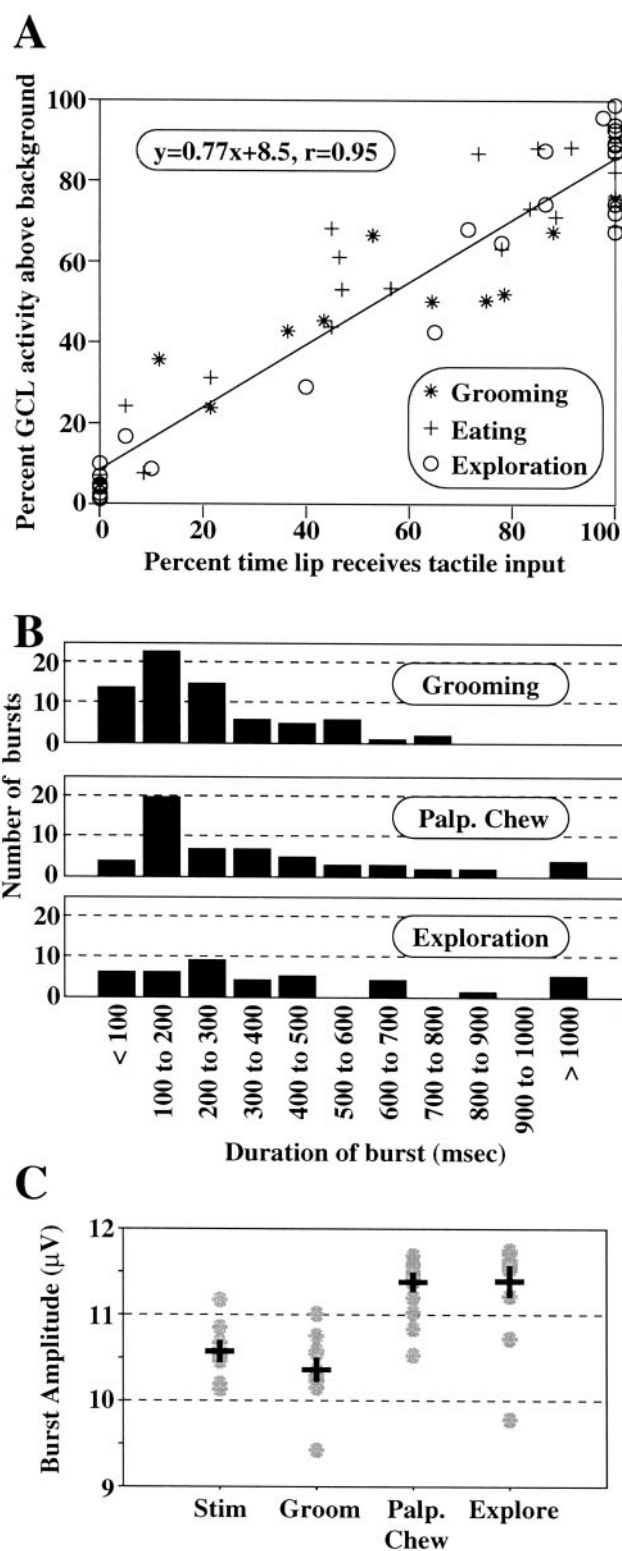 A
Percent GCL activity above background
100
80
60
40
20
0
y=0.77x+8.5, r=0.95
Grooming
Eating
Exploration
0 20 40 60 80 100
Percent time lip receives tactile input
B
Number of bursts
20
10
0
Grooming
20
10
0
Palp. Chew
20
10
0
Exploration
< 100
100 to 200
200 to 300
300 to 400
400 to 500
500 to 600
600 to 700
700 to 800
800 to 900
900 to 1000
> 1000
Duration of burst (msec)
C
Burst Amplitude (µV)
12
11
10
9
Stim Groom Palp. Explore
Chew